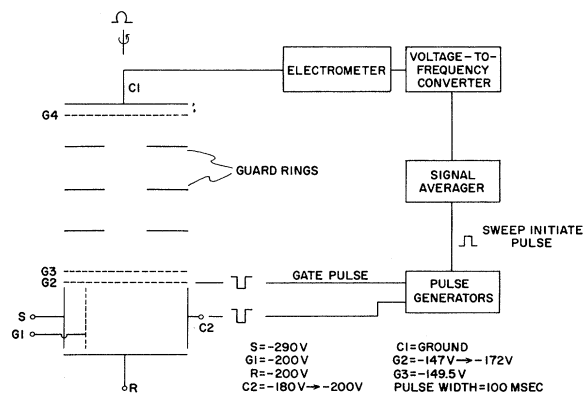 Ω
C1
ELECTROMETER
VOLTAGE-TO-
FREQUENCY
CONVERTER
G4
GUARD RINGS
SIGNAL
AVERAGER
SWEEP INITIATE
PULSE
G3
G2
GATE PULSE
PULSE
GENERATORS
S
G1
C2
R
S=-290V
G1=-200V
R=-200V
C2=-180V→-200V
C1=GROUND
G2=-147V→-172V
G3=-149.5V
PULSE WIDTH=100 MSEC